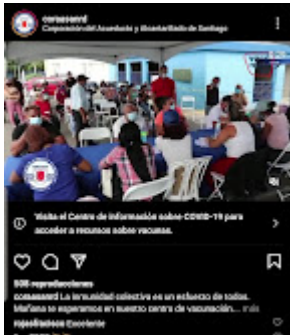 coraasanrd
Corporación del Acueducto y Alcantarillado de Santiago
Visita el Centro de información sobre COVID-19 para
acceder a recursos sobre vacunas.
508 reproducciones
coraasanrd La inmunidad colectiva es un esfuerzo de todos.
Mañana te esperamos en nuestro centro de vacunación... más
Excelente